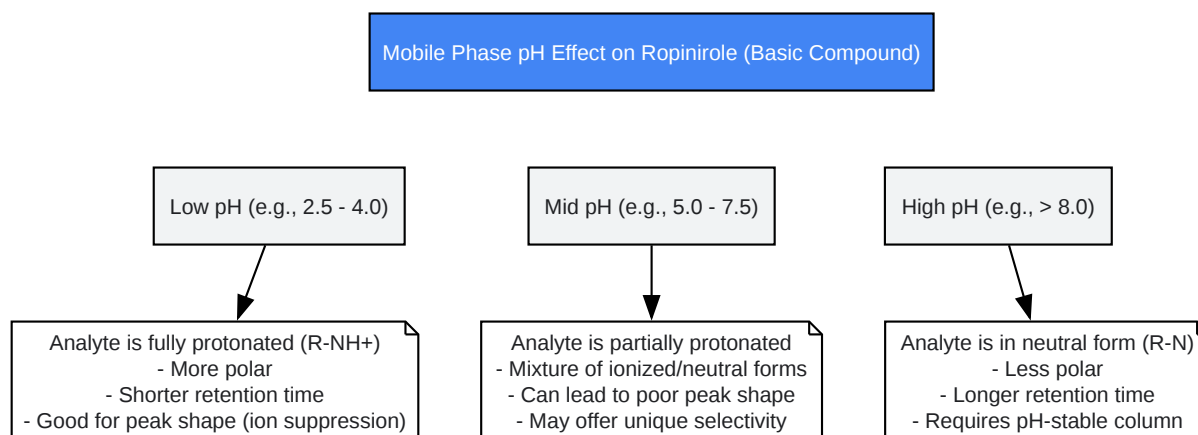 Mobile Phase pH Effect on Ropinirole (Basic Compound)
Low pH (e.g., 2.5 - 4.0)
Mid pH (e.g., 5.0 - 7.5)
High pH (e.g., > 8.0)
Analyte is fully protonated (R-NH+)
- More polar
- Shorter retention time
- Good for peak shape (ion suppression)
Analyte is partially protonated
- Mixture of ionized/neutral forms
- Can lead to poor peak shape
- May offer unique selectivity
Analyte is in neutral form (R-N)
- Less polar
- Longer retention time
- Requires pH-stable column